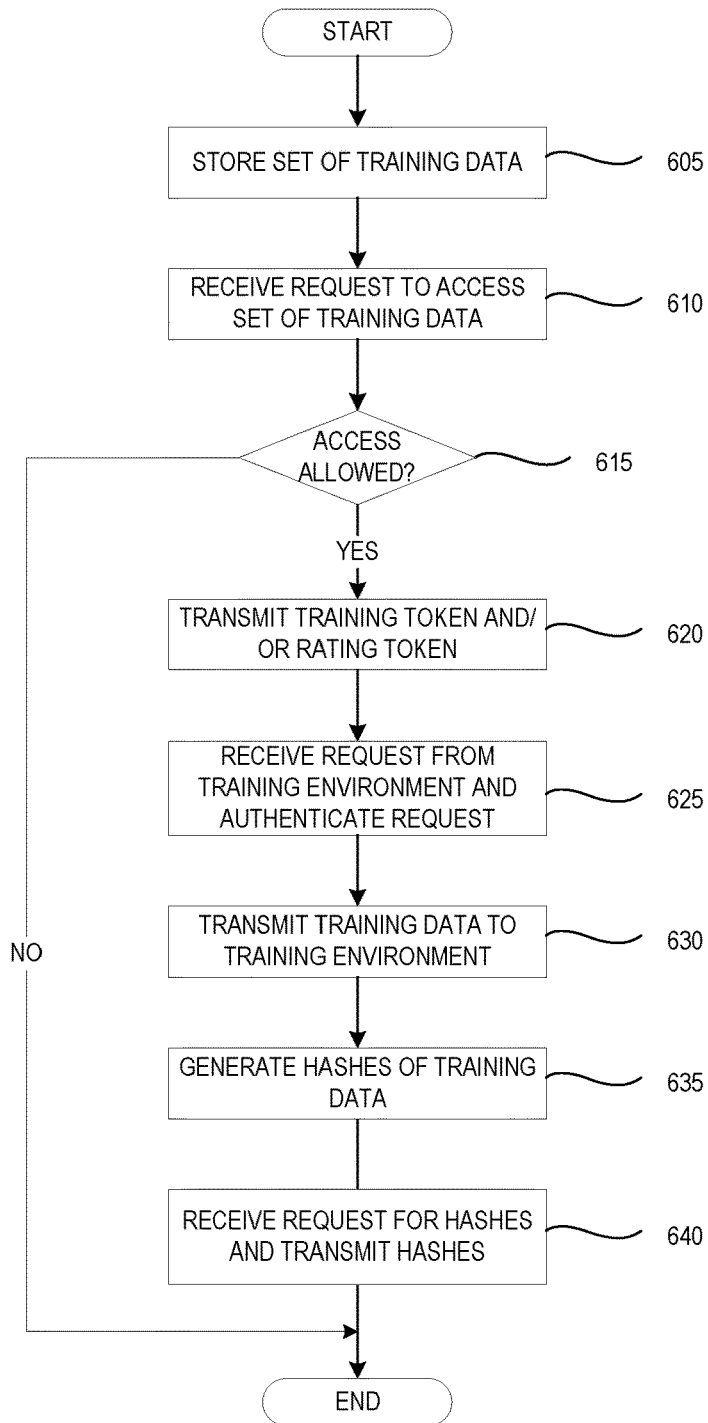 START
STORE SET OF TRAINING DATA
605
RECEIVE REQUEST TO ACCESS
SET OF TRAINING DATA
610
ACCESS
ALLOWED?
615
YES
TRANSMIT TRAINING TOKEN AND/
OR RATING TOKEN
620
RECEIVE REQUEST FROM
TRAINING ENVIRONMENT AND
AUTHENTICATE REQUEST
625
TRANSMIT TRAINING DATA TO
TRAINING ENVIRONMENT
630
NO
GENERATE HASHES OF TRAINING
DATA
635
RECEIVE REQUEST FOR HASHES
AND TRANSMIT HASHES
640
END